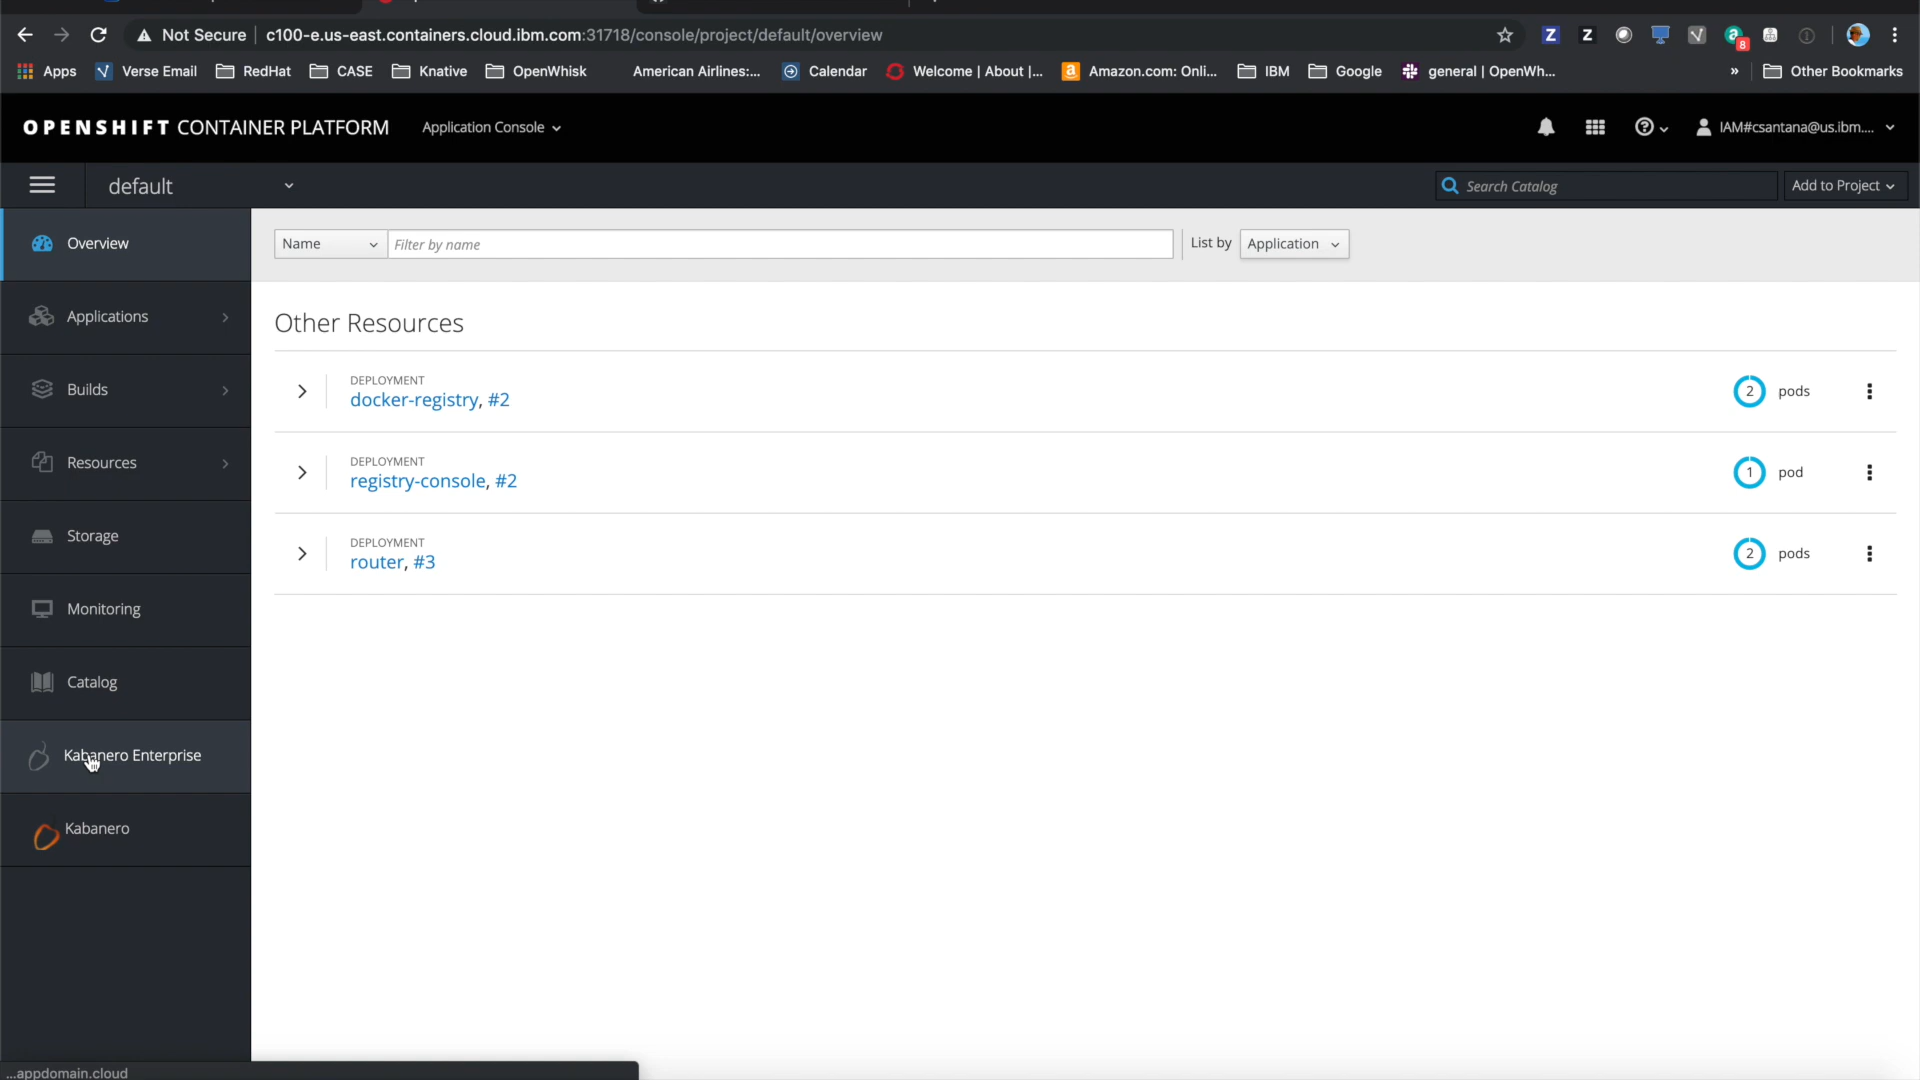 Not Secure c100-e.us-east.containers.cloud.ibm.com:31718/console/project/default/overview
Z Z 8
Apps Verse Email RedHat CASE Knative OpenWhisk American Airlines:... Calendar Welcome | About |... Amazon.com: Onli... IBM Google general | OpenWh... » Other Bookmarks
OPENSHIFT CONTAINER PLATFORM Application Console IAM#csantana@us.ibm....
default Search Catalog Add to Project
Overview
Name Filter by name List by Application
Applications
Other Resources
Builds
DEPLOYMENT
docker-registry, #2 2 pods
Resources
DEPLOYMENT
registry-console, #2 1 pod
Storage
DEPLOYMENT
router, #3 2 pods
Monitoring
Catalog
Kabanero Enterprise
Kabanero
...appdomain.cloud